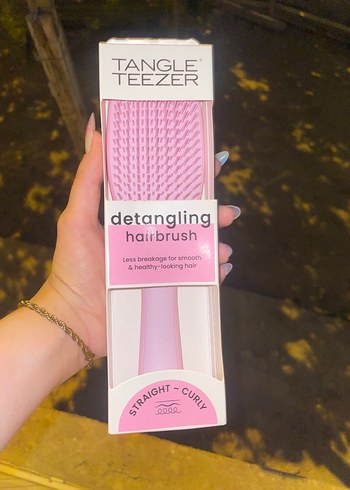 TANGLE
TEEZER®
detangling
hairbrush
Less breakage for smooth
& healthy-looking hair
STRAIGHT ~ CURLY